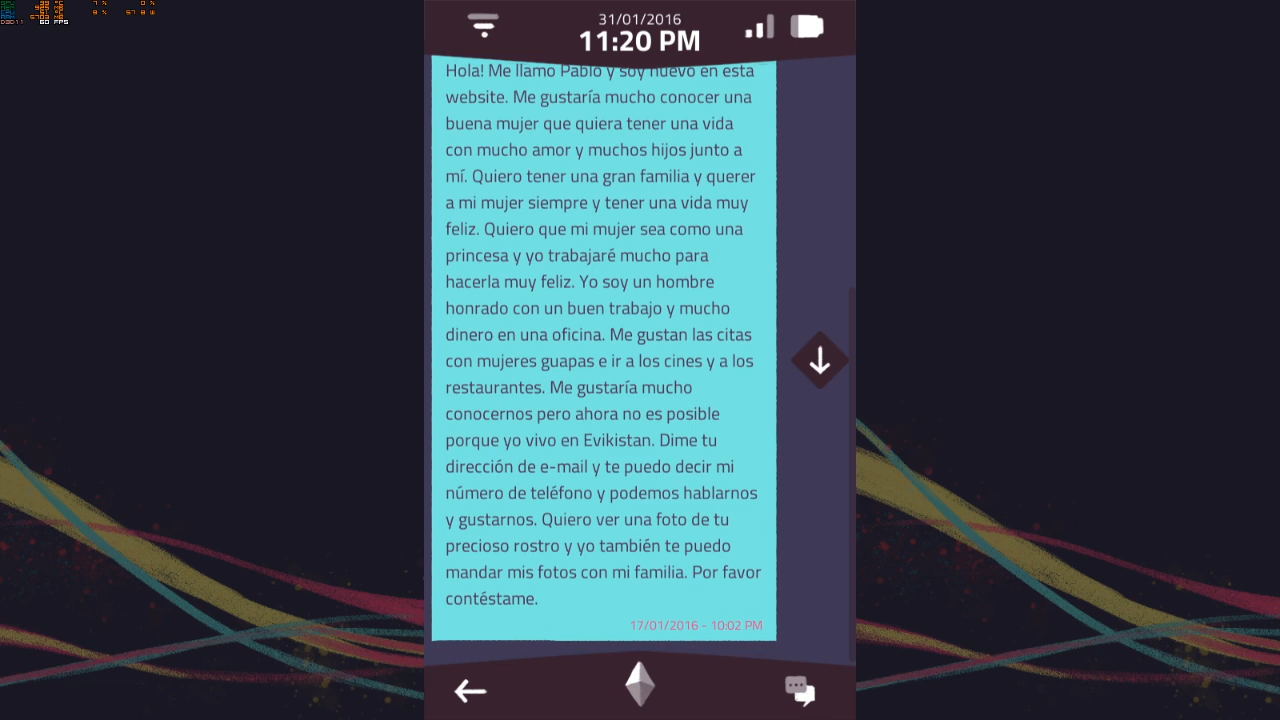 31/01/2016
11:20 PM
Hola! Me llamo Pablo y soy nuevo en esta
website. Me gustaría mucho conocer una
buena mujer que quiera tener una vida
con mucho amor y muchos hijos junto a
mí. Quiero tener una gran familia y querer
a mi mujer siempre y tener una vida muy
feliz. Quiero que mi mujer sea como una
princesa y yo trabajaré mucho para
hacerla muy feliz. Yo soy un hombre
honrado con un buen trabajo y mucho
dinero en una oficina. Me gustan las citas
con mujeres guapas e ir a los cines y a los
restaurantes. Me gustaría mucho
conocernos pero ahora no es posible
porque yo vivo en Evikistan. Dime tu
dirección de e-mail y te puedo decir mi
número de teléfono y podemos hablarnos
y gustarnos. Quiero ver una foto de tu
precioso rostro y yo también te puedo
mandar mis fotos con mi familia. Por favor
contéstame.
17/01/2016 - 10:02 PM